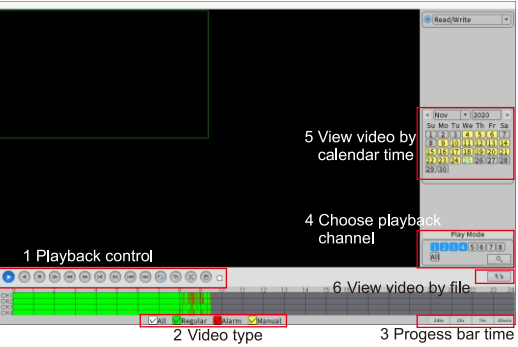 Read/Write
< Nov 2020 >
Su Mo Tu We Th Fr Sa
1 2 3 4 5 6 7
8 9 10 11 12 13 14
15 16 17 18 19 20 21
22 23 24 25 26 27 28
29 30
5 View video by
calendar time
4 Choose playback
channel
Play Mode
1 2 3 4 5 6 7 8
All
1 Playback control
6 View video by file
CH1
CH2
CH3
CH4
All Regular Alarm Manual
24hr 2hr 1hr 30min
2 Video type
3 Progess bar time